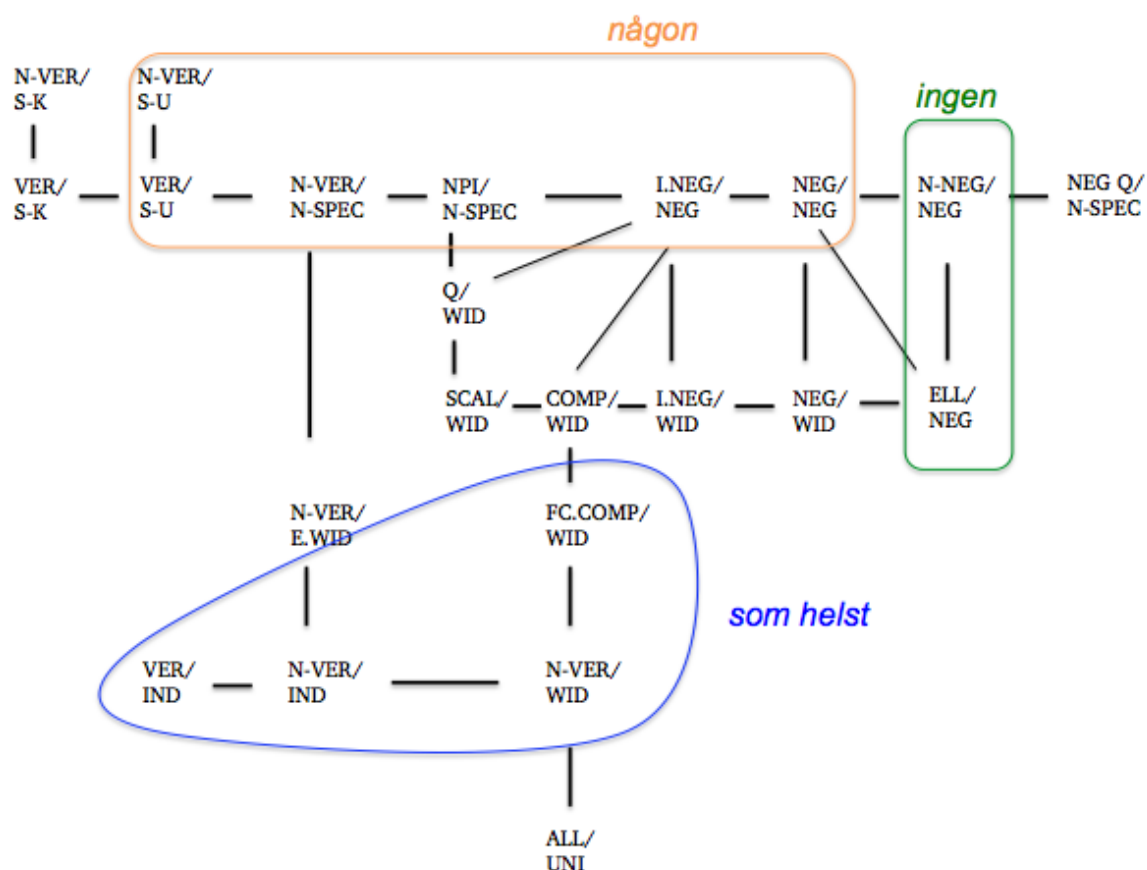 någon
N-VER/
S-K
N-VER/
S-U
ingen
VER/
S-K
VER/
S-U
N-VER/
N-SPEC
NPI/
N-SPEC
I.NEG/
NEG
NEG/
NEG
N-NEG/
NEG
NEG Q/
N-SPEC
Q/
WID
SCAL/
WID
COMP/
WID
I.NEG/
WID
NEG/
WID
ELL/
NEG
N-VER/
E.WID
FC.COMP/
WID
som helst
VER/
IND
N-VER/
IND
N-VER/
WID
ALL/
UNI